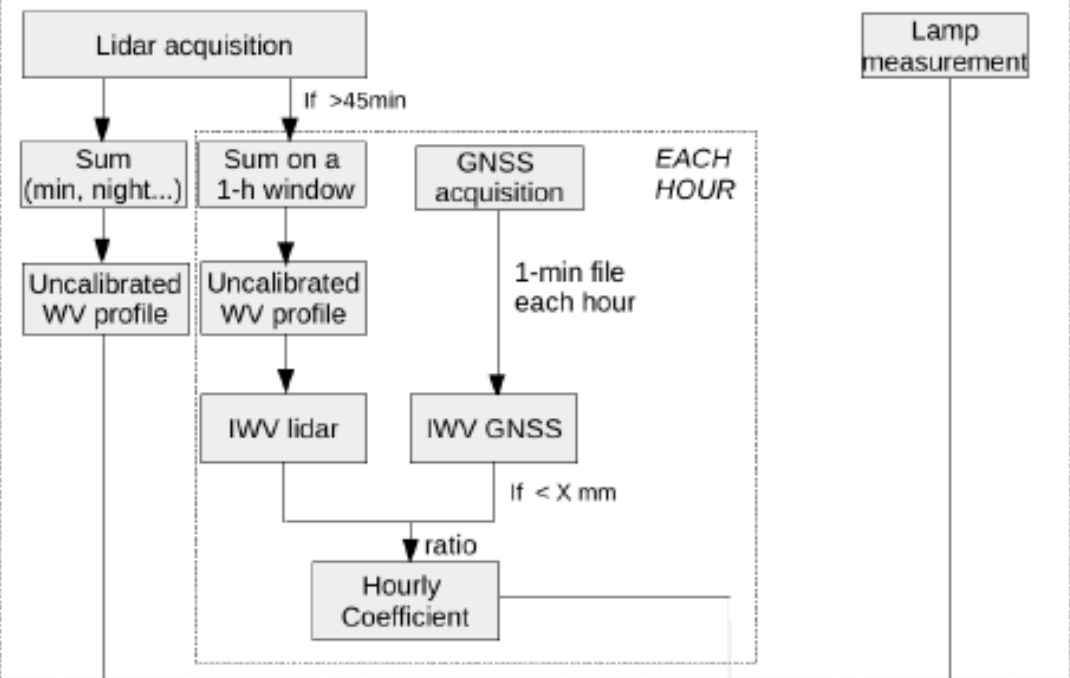 Lidar acquisition
Lamp
measurement
If >45min
Sum
(min, night...)
Sum on a
1-h window
GNSS
acquisition
EACH
HOUR
Uncalibrated
WV profile
Uncalibrated
WV profile
1-min file
each hour
IWV lidar
IWV GNSS
If < X mm
ratio
Hourly
Coefficient